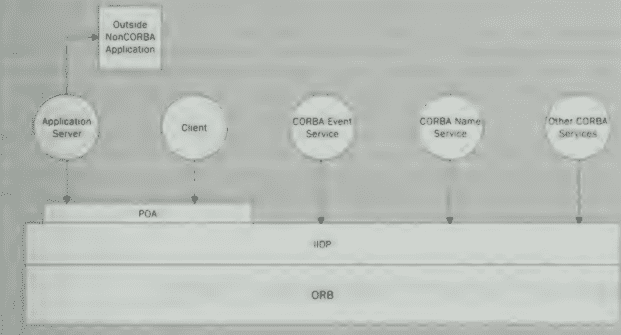 Outside
NonCORBA
Application
Application
Server
Client
CORBA Event
Service
CORBA Name
Service
Other CORBA
Services
POA
IIOP
ORB